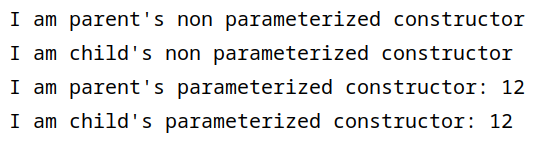 I am parent's non parameterized constructor
I am child's non parameterized constructor
I am parent's parameterized constructor: 12
I am child's parameterized constructor: 12